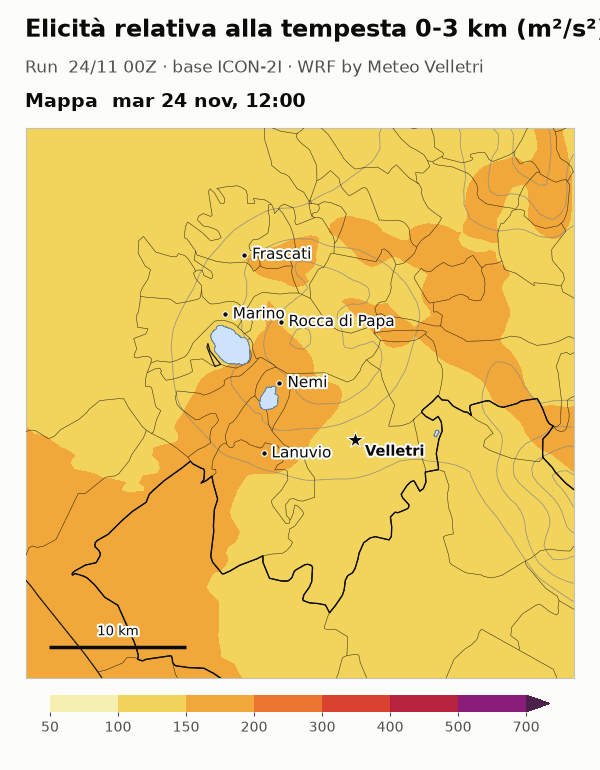 Elicità relativa alla tempesta 0-3 km (m²/s²)
Run 24/11 00Z · base ICON-2I · WRF by Meteo Velletri
Mappa mar 24 nov, 12:00
Frascati
Marino
Rocca di Papa
Nemi
Velletri
Lanuvio
10 km
50 100 150 200 300 400 500 700